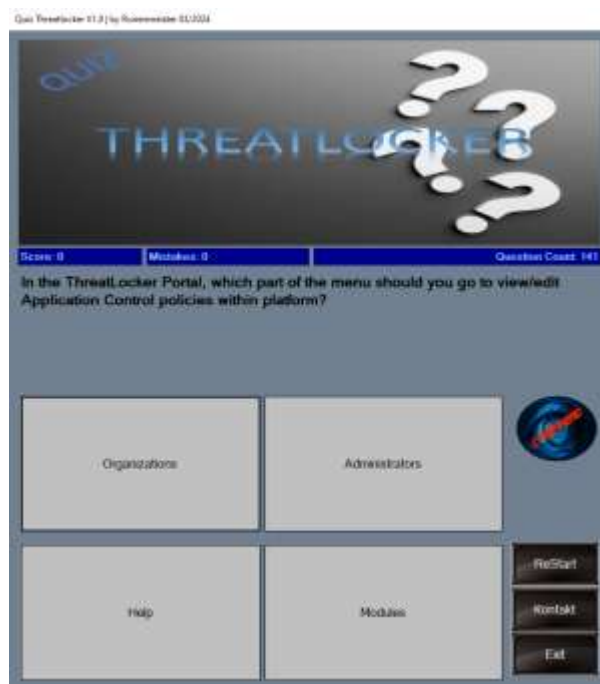 Quiz Threatlocker V1.0 | by Ruinenmeister 03/2024
QUIZ
THREATLOCKER
Score: 0
Mistakes: 0
Question Count: 141
In the ThreatLocker Portal, which part of the menu should you go to view/edit
Application Control policies within platform?
Organizations
Administrators
Help
Modules
ReStart
Kontakt
Exit